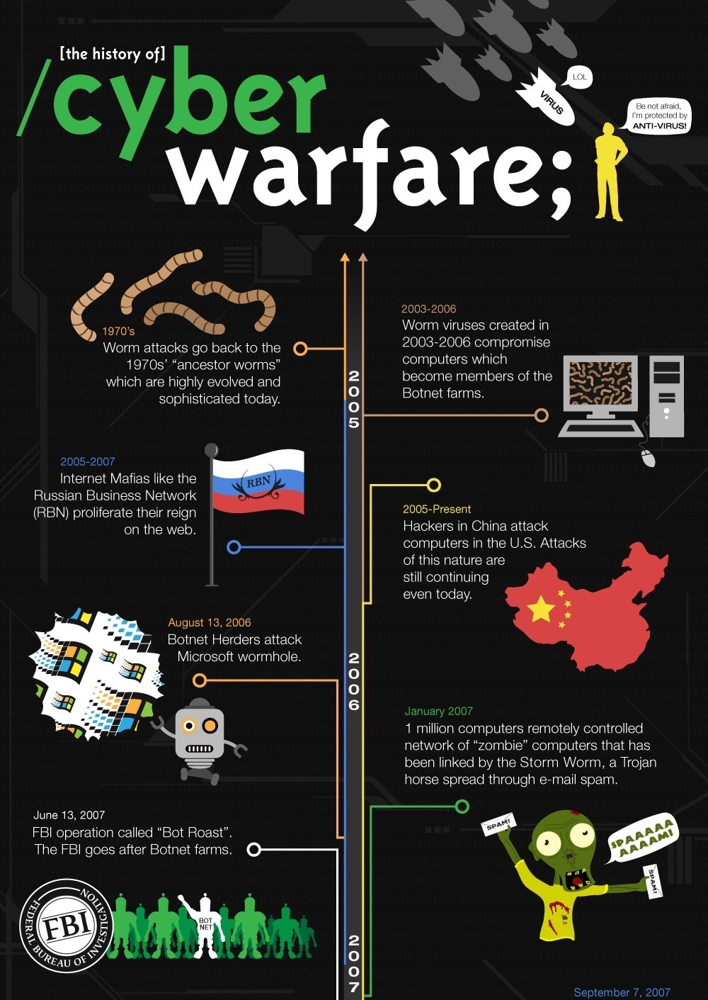 [the history of]
/cyber
warfare;
LOL
VIRUS
Be not afraid,
I'm protected by
ANTI-VIRUS!
1970's
Worm attacks go back to the
1970s' “ancestor worms”
which are highly evolved and
sophisticated today.
2003-2006
Worm viruses created in
2003-2006 compromise
computers which
become members of the
Botnet farms.
2005
2005-2007
Internet Mafias like the
Russian Business Network
(RBN) proliferate their reign
on the web.
RBN
2005-Present
Hackers in China attack
computers in the U.S. Attacks
of this nature are
still continuing
even today.
August 13, 2006
Botnet Herders attack
Microsoft wormhole.
2006
January 2007
1 million computers remotely controlled
network of “zombie” computers that has
been linked by the Storm Worm, a Trojan
horse spread through e-mail spam.
June 13, 2007
FBI operation called “Bot Roast”.
The FBI goes after Botnet farms.
SPAM!
SPAAAAA
AAAAM!
SPAM!
FEDERAL BUREAU OF INVESTIGATION
FBI
BOT
NET
2007
September 7, 2007